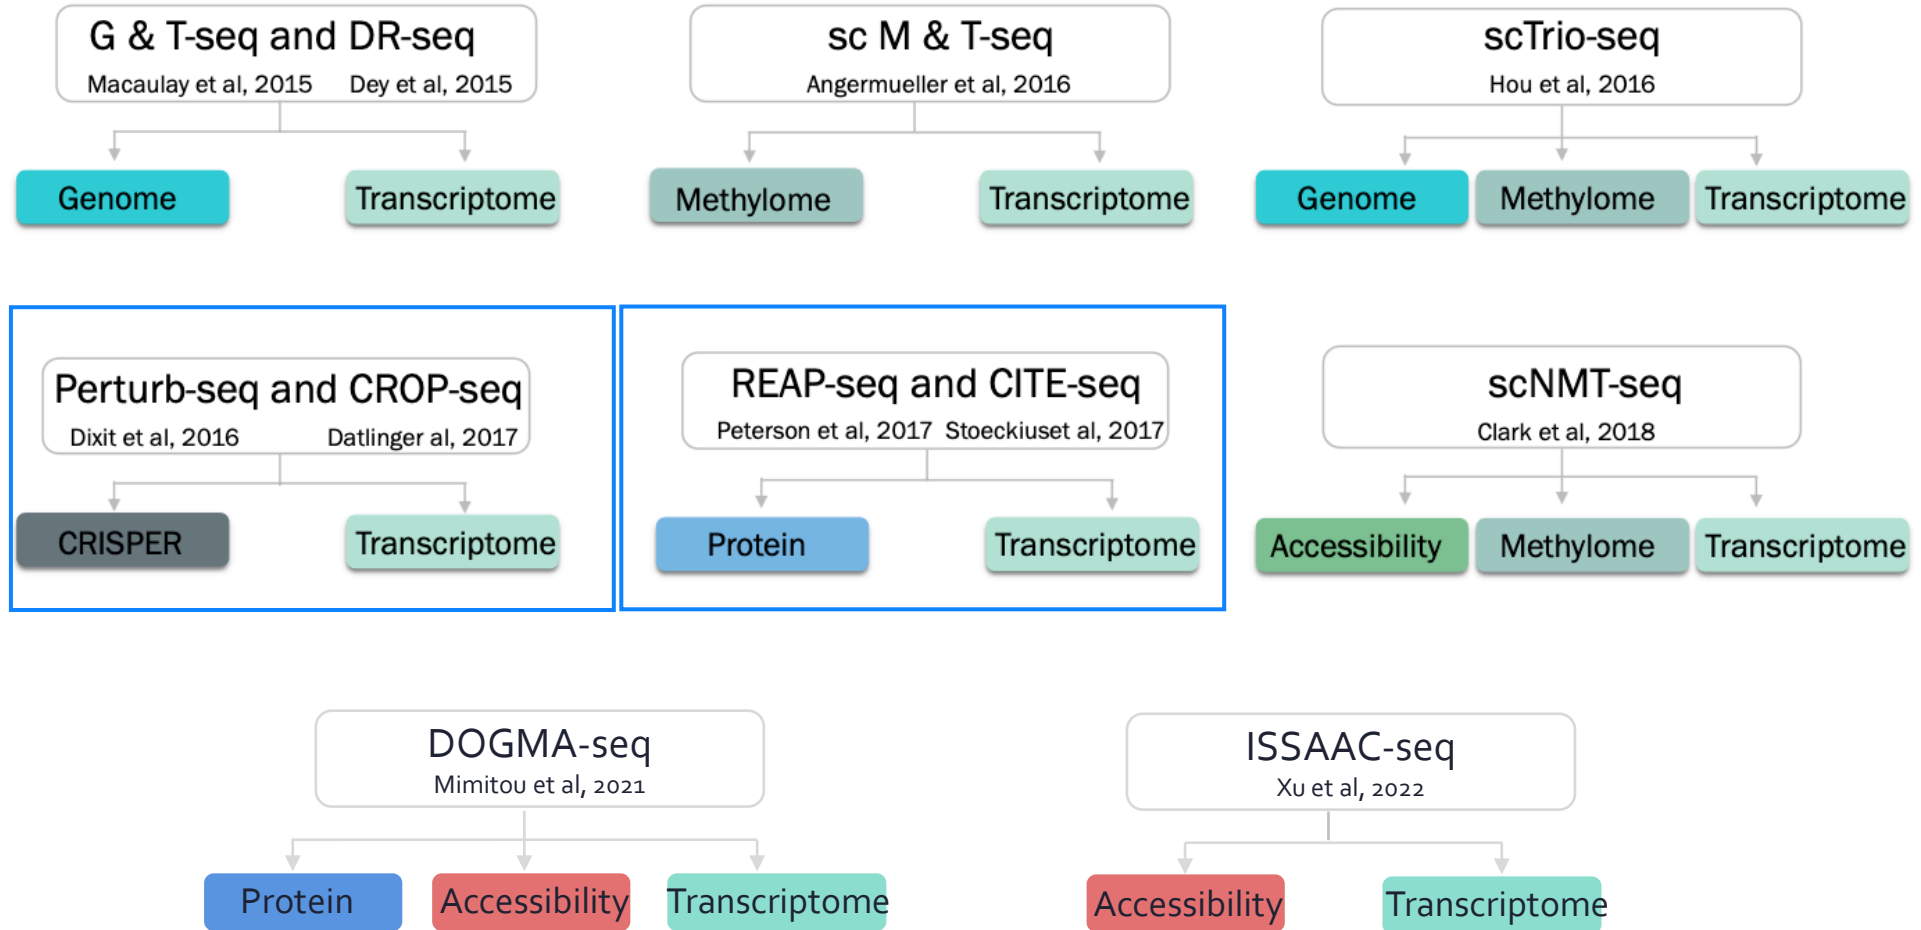 G & T-seq and DR-seq
Macaulay et al, 2015 Dey et al, 2015
Genome
Transcriptome
sc M & T-seq
Angermueller et al, 2016
Methylome
Transcriptome
scTrio-seq
Hou et al, 2016
Genome
Methylome
Transcriptome
Perturb-seq and CROP-seq
Dixit et al, 2016 Datlinger al, 2017
CRISPER
Transcriptome
REAP-seq and CITE-seq
Peterson et al, 2017 Stoeckiuset al, 2017
Protein
Transcriptome
scNMT-seq
Clark et al, 2018
Accessibility
Methylome
Transcriptome
DOGMA-seq
Mimitou et al, 2021
Protein
Accessibility
Transcriptome
ISSAAC-seq
Xu et al, 2022
Accessibility
Transcriptome